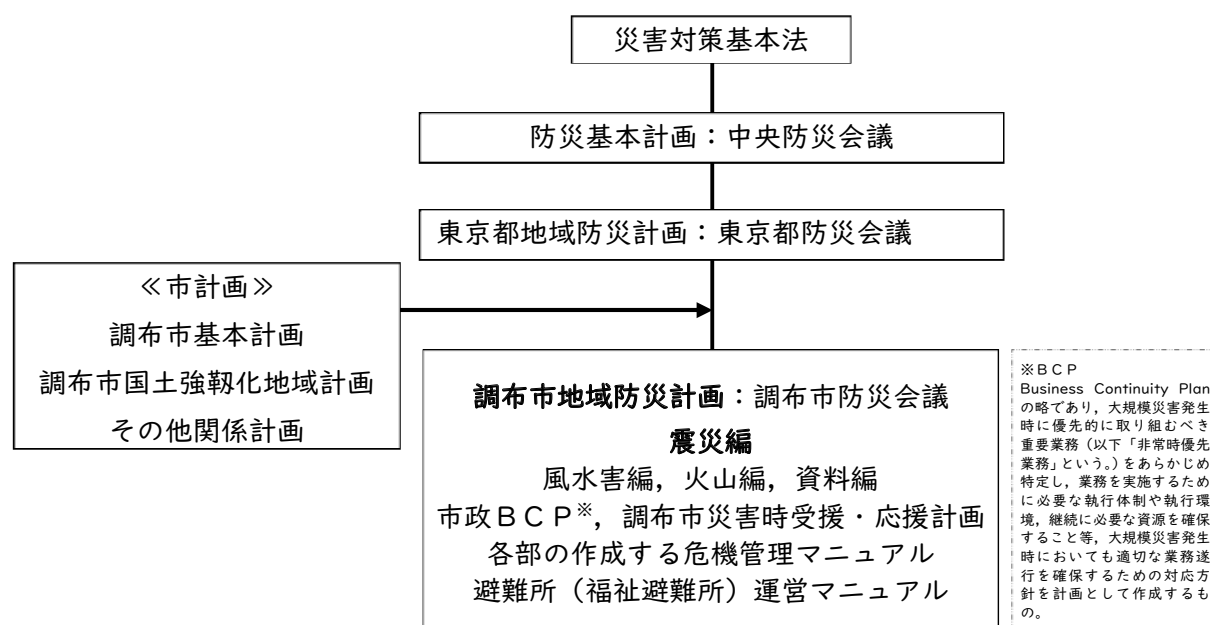 災害対策基本法
防災基本計画：中央防災会議
東京都地域防災計画：東京都防災会議
≪市計画≫
調布市基本計画
調布市国土強靱化地域計画
その他関係計画
調布市地域防災計画：調布市防災会議
震災編
風水害編，火山編，資料編
市政ＢＣＰ※，調布市災害時受援・応援計画
各部の作成する危機管理マニュアル
避難所（福祉避難所）運営マニュアル
※ＢＣＰ
Business Continuity Plan
の略であり，大規模災害発生
時に優先的に取り組むべき
重要業務（以下「非常時優先
業務」という。）をあらかじめ
特定し，業務を実施するため
に必要な執行体制や執行環
境，継続に必要な資源を確保
すること等，大規模災害発生
時においても適切な業務遂
行を確保するための対応方
針を計画として作成するも
の。